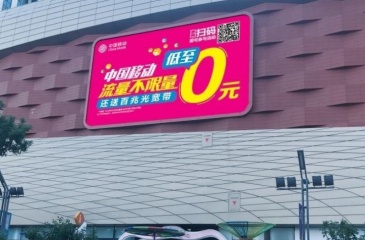 中国移动
扫码
中国移动
低至
流量不限量
0元
还送百兆光宽带